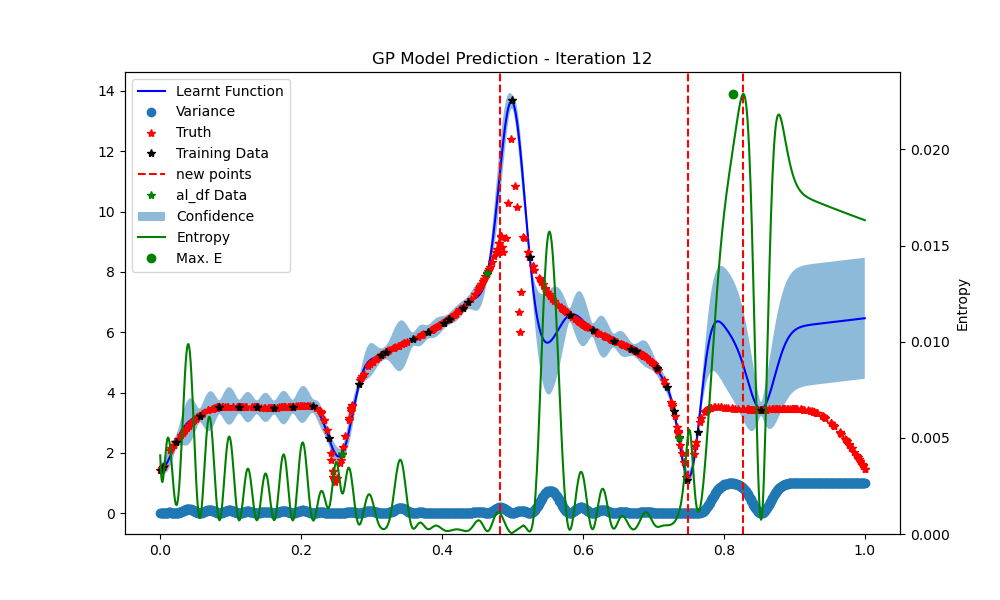 GP Model Prediction - Iteration 12
Learnt Function
Variance
Truth
Training Data
new points
al_df Data
Confidence
Entropy
Max. E
14
12
10
8
6
4
2
0
0.020
0.015
0.010
0.005
0.000
Entropy
0.0
0.2
0.4
0.6
0.8
1.0